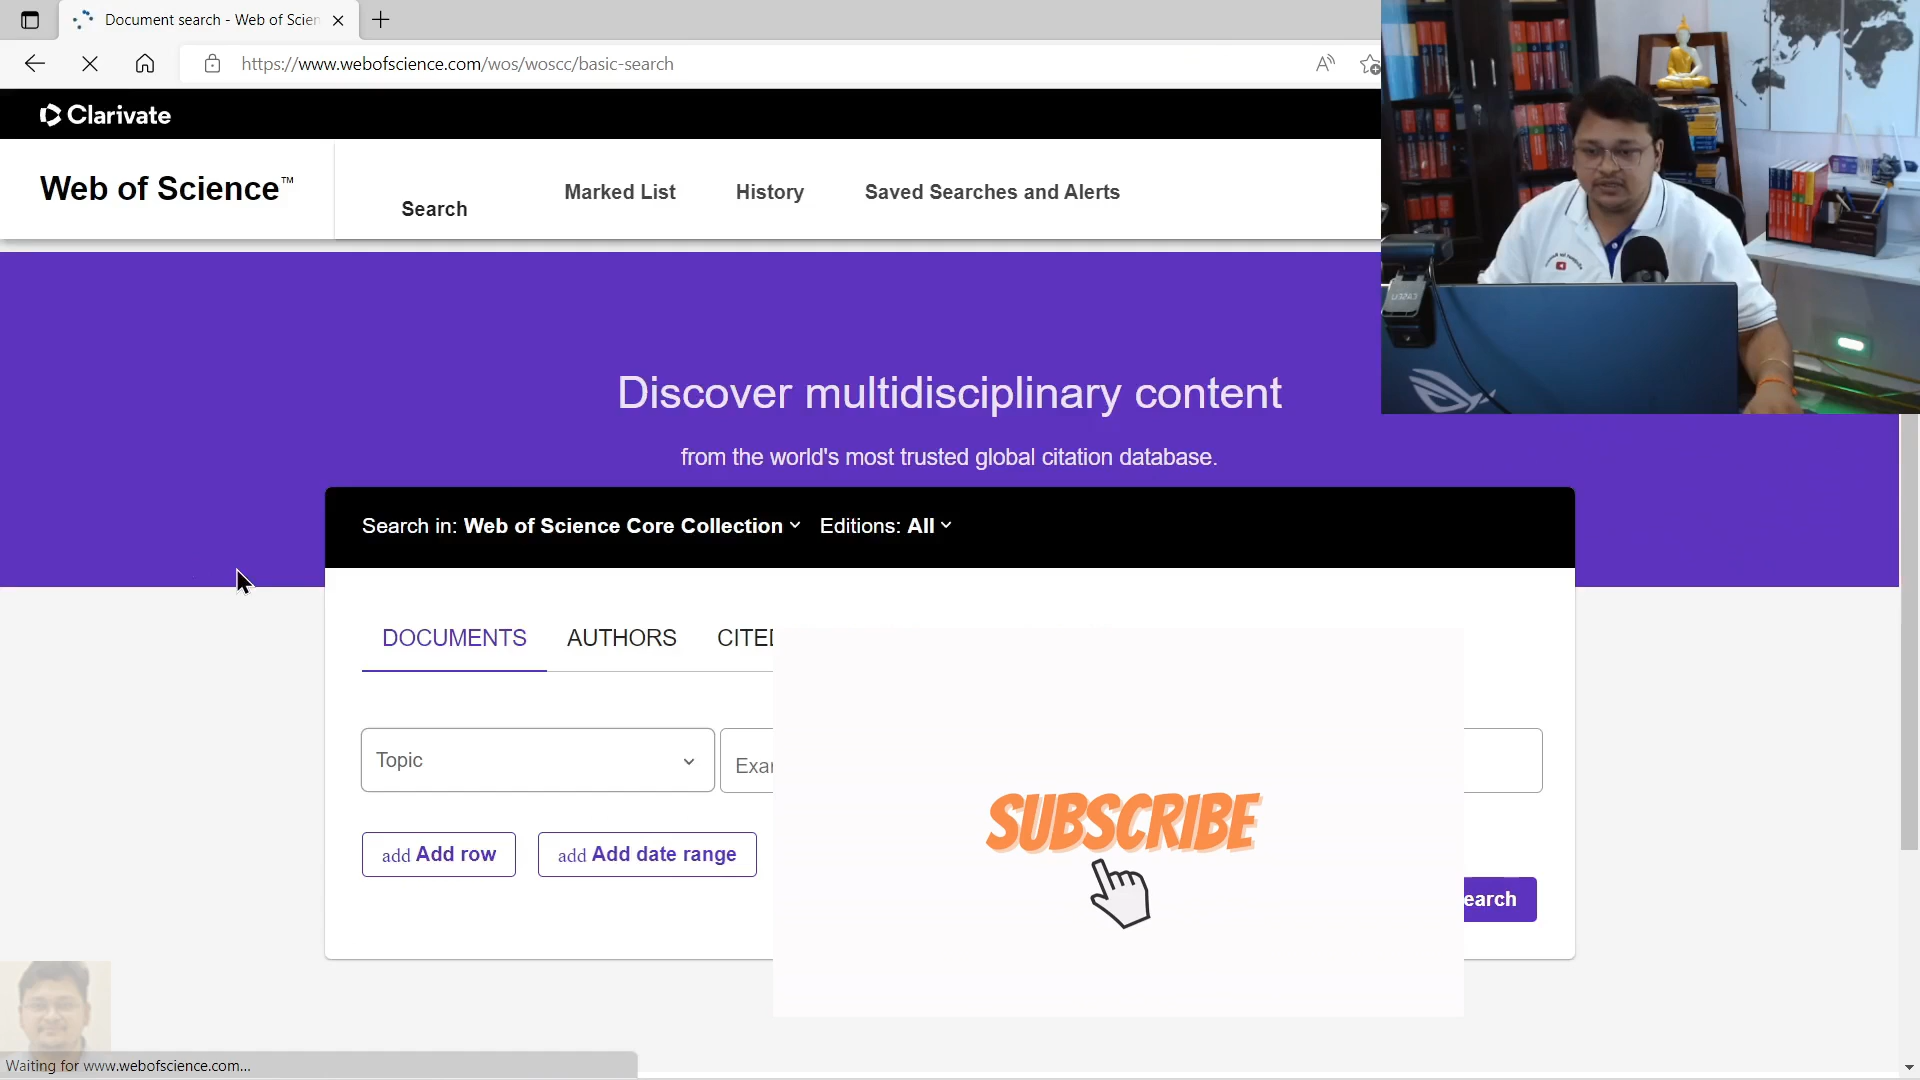 Document search - Web of Scien
https://www.webofscience.com/wos/woscc/basic-search
Clarivate
Web of Science™
Search
Marked List
History
Saved Searches and Alerts
Discover multidisciplinary content
from the world's most trusted global citation database.
Search in: Web of Science Core Collection
Editions: All
DOCUMENTS
AUTHORS
CITED
Topic
Exam
add Add row
add Add date range
SUBSCRIBE
earch
Waiting for www.webofscience.com...